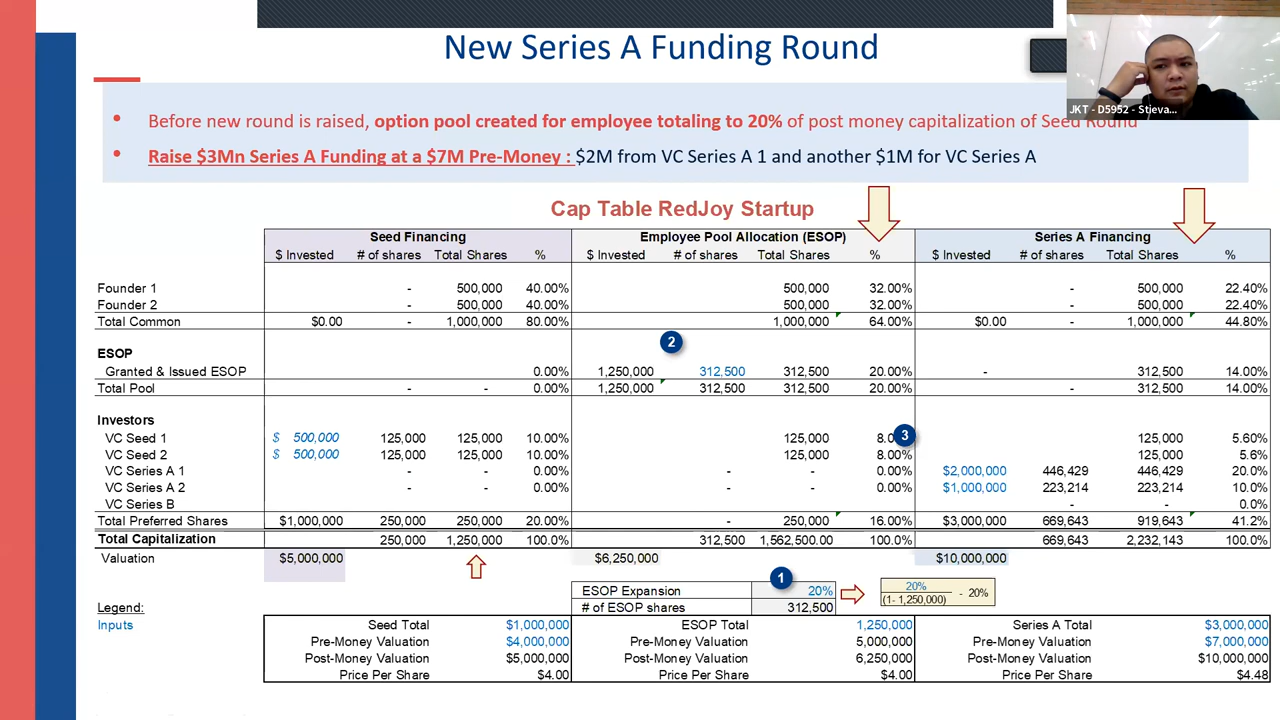 New Series A Funding Round
JKT - D5952 - Stieva...
• Before new round is raised, option pool created for employee totaling to 20% of post money capitalization of Seed Round
• Raise $3Mn Series A Funding at a $7M Pre-Money : $2M from VC Series A 1 and another $1M for VC Series A
Cap Table RedJoy Startup
Seed Financing Employee Pool Allocation (ESOP) Series A Financing
$ Invested # of shares Total Shares % $ Invested # of shares Total Shares % $ Invested # of shares Total Shares %
Founder 1 - 500,000 40.00% 500,000 32.00% - 500,000 22.40%
Founder 2 - 500,000 40.00% 500,000 32.00% - 500,000 22.40%
Total Common $0.00 - 1,000,000 80.00% 1,000,000 64.00% $0.00 - 1,000,000 44.80%
2
ESOP
Granted & Issued ESOP 0.00% 1,250,000 312,500 312,500 20.00% - 312,500 14.00%
Total Pool - - 0.00% 1,250,000 312,500 312,500 20.00% - 312,500 14.00%
Investors
VC Seed 1 $ 500,000 125,000 125,000 10.00% 125,000 8.0 3 125,000 5.60%
VC Seed 2 $ 500,000 125,000 125,000 10.00% 125,000 8.00% 125,000 5.6%
VC Series A 1 - - 0.00% - - 0.00% $2,000,000 446,429 446,429 20.0%
VC Series A 2 - - 0.00% - - 0.00% $1,000,000 223,214 223,214 10.0%
VC Series B - - 0.0%
Total Preferred Shares $1,000,000 250,000 250,000 20.00% - 250,000 16.00% $3,000,000 669,643 919,643 41.2%
Total Capitalization 250,000 1,250,000 100.0% 312,500 1,562,500.00 100.0% 669,643 2,232,143 100.0%
Valuation $5,000,000 $6,250,000 $10,000,000
1
ESOP Expansion 20%
# of ESOP shares 312,500
20%
(1- 1,250,000) - 20%
Legend:
Inputs
Seed Total $1,000,000 ESOP Total 1,250,000 Series A Total $3,000,000
Pre-Money Valuation $4,000,000 Pre-Money Valuation 5,000,000 Pre-Money Valuation $7,000,000
Post-Money Valuation $5,000,000 Post-Money Valuation 6,250,000 Post-Money Valuation $10,000,000
Price Per Share $4.00 Price Per Share $4.00 Price Per Share $4.48